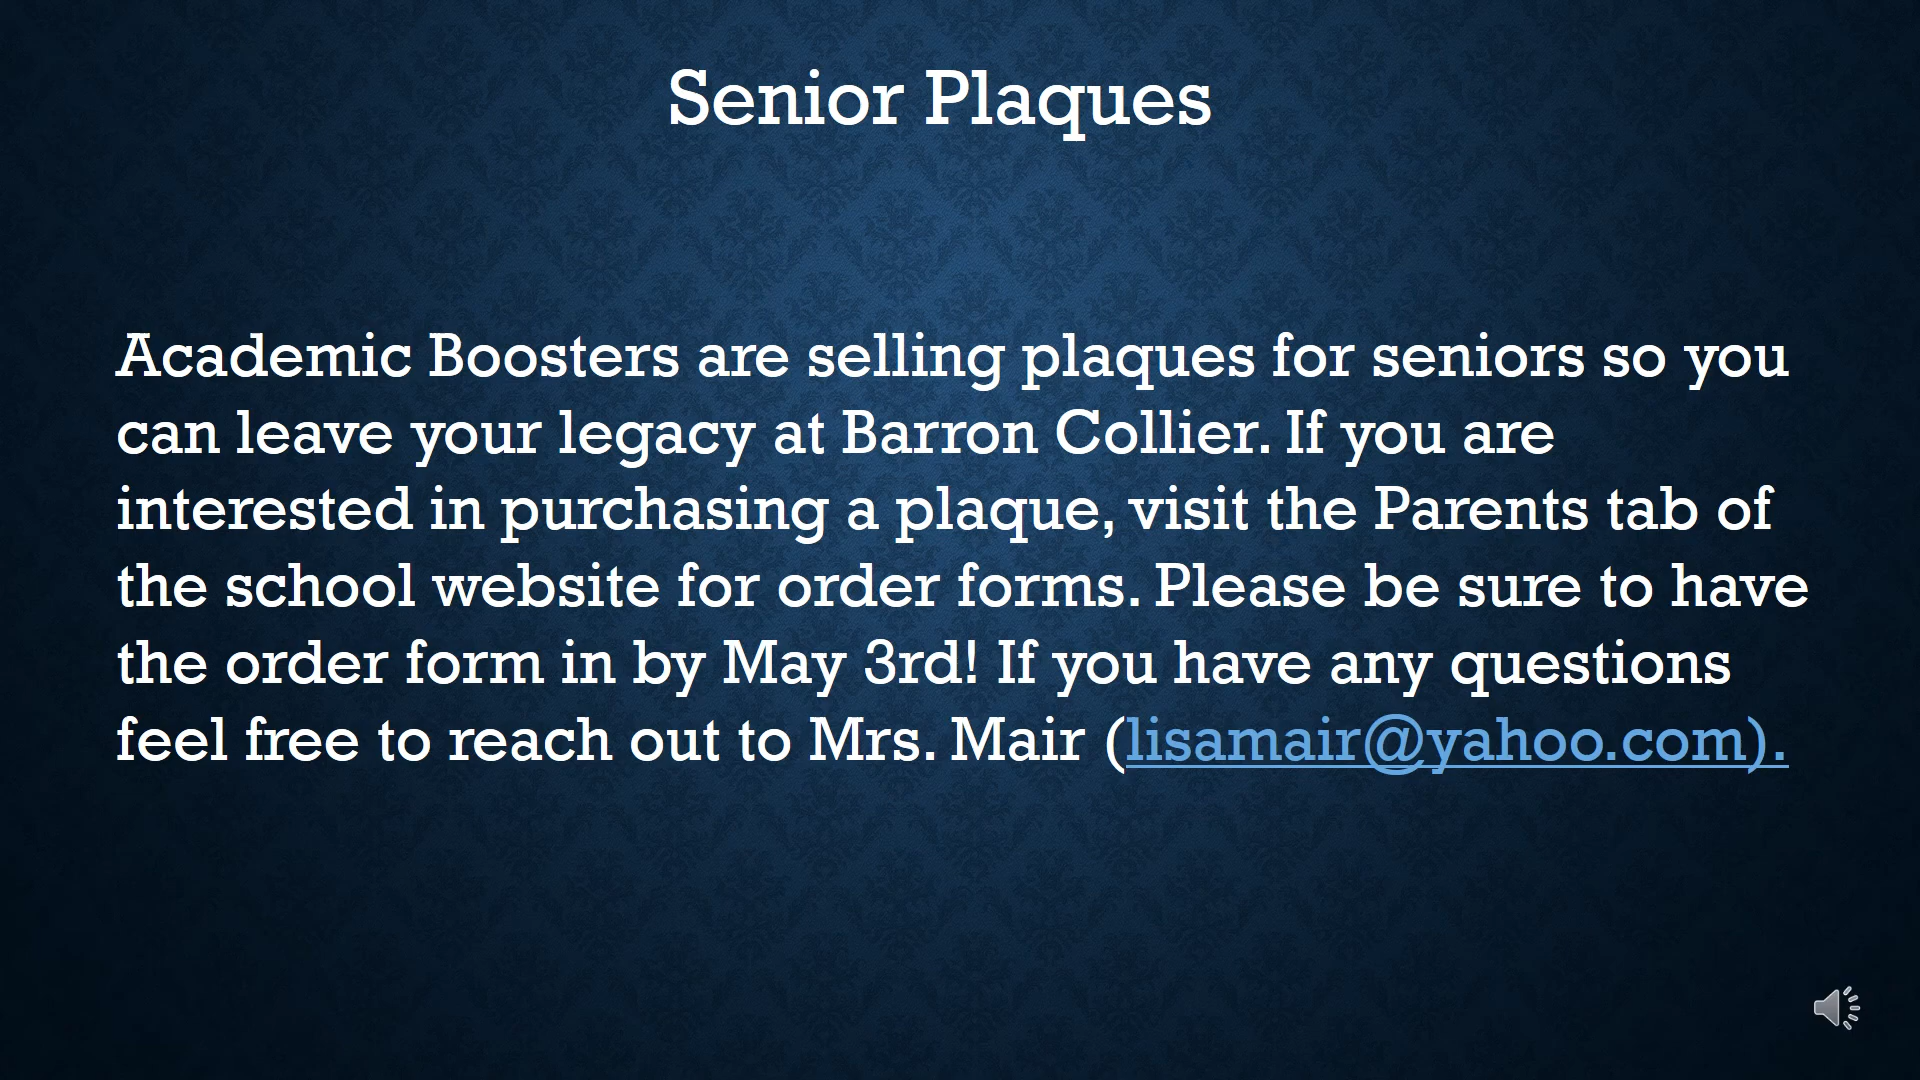 Senior Plaques
Academic Boosters are selling plaques for seniors so you
can leave your legacy at Barron Collier. If you are
interested in purchasing a plaque, visit the Parents tab of
the school website for order forms. Please be sure to have
the order form in by May 3rd! If you have any questions
feel free to reach out to Mrs. Mair (lisamair@yahoo.com).